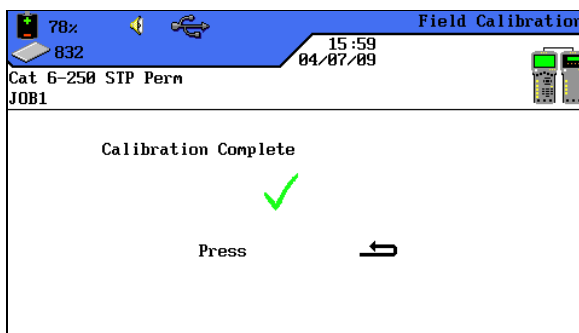 78%
Field Calibration
832
15:59
04/07/09
Cat 6-250 STP Perm
JOB1
Calibration Complete
Press